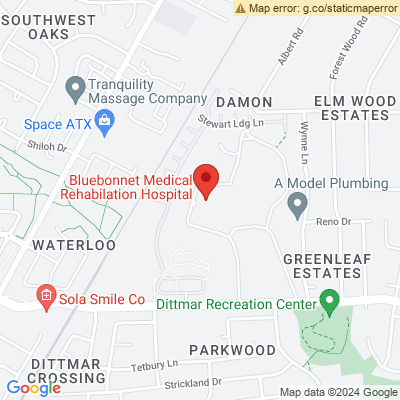 Map error: g.co/staticmaperror
SOUTHWEST
OAKS
Albert Rd
Forest Wood Rd
Tranquility
Massage Company
DAMON
ELM WOOD
ESTATES
Stewart Ldg Ln
Space ATX
Shiloh Dr
Wynne Ln
Bluebonnet Medical
Rehabilation Hospital
A Model Plumbing
Reno Dr
WATERLOO
GREENLEAF
ESTATES
Sola Smile Co
Dittmar Recreation Center
PARKWOOD
DITTMAR
CROSSING
Tetbury Ln
Strickland Dr
Google
Map data ©2024 Google